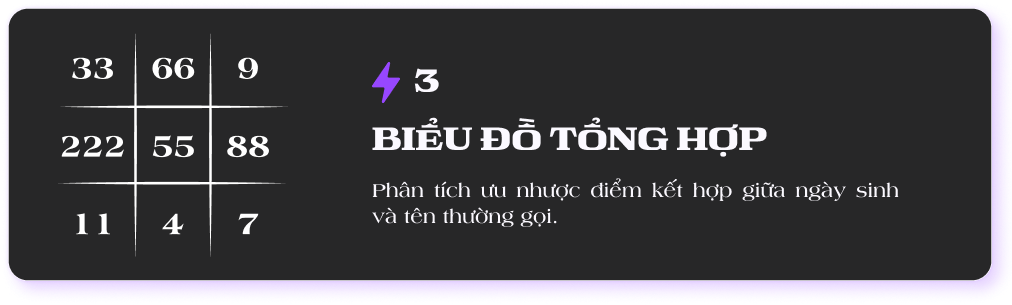 33 66 9
222 55 88
11 4 7
3
BIỂU ĐỒ TỔNG HỢP
Phân tích ưu nhược điểm kết hợp giữa ngày sinh
và tên thường gọi.